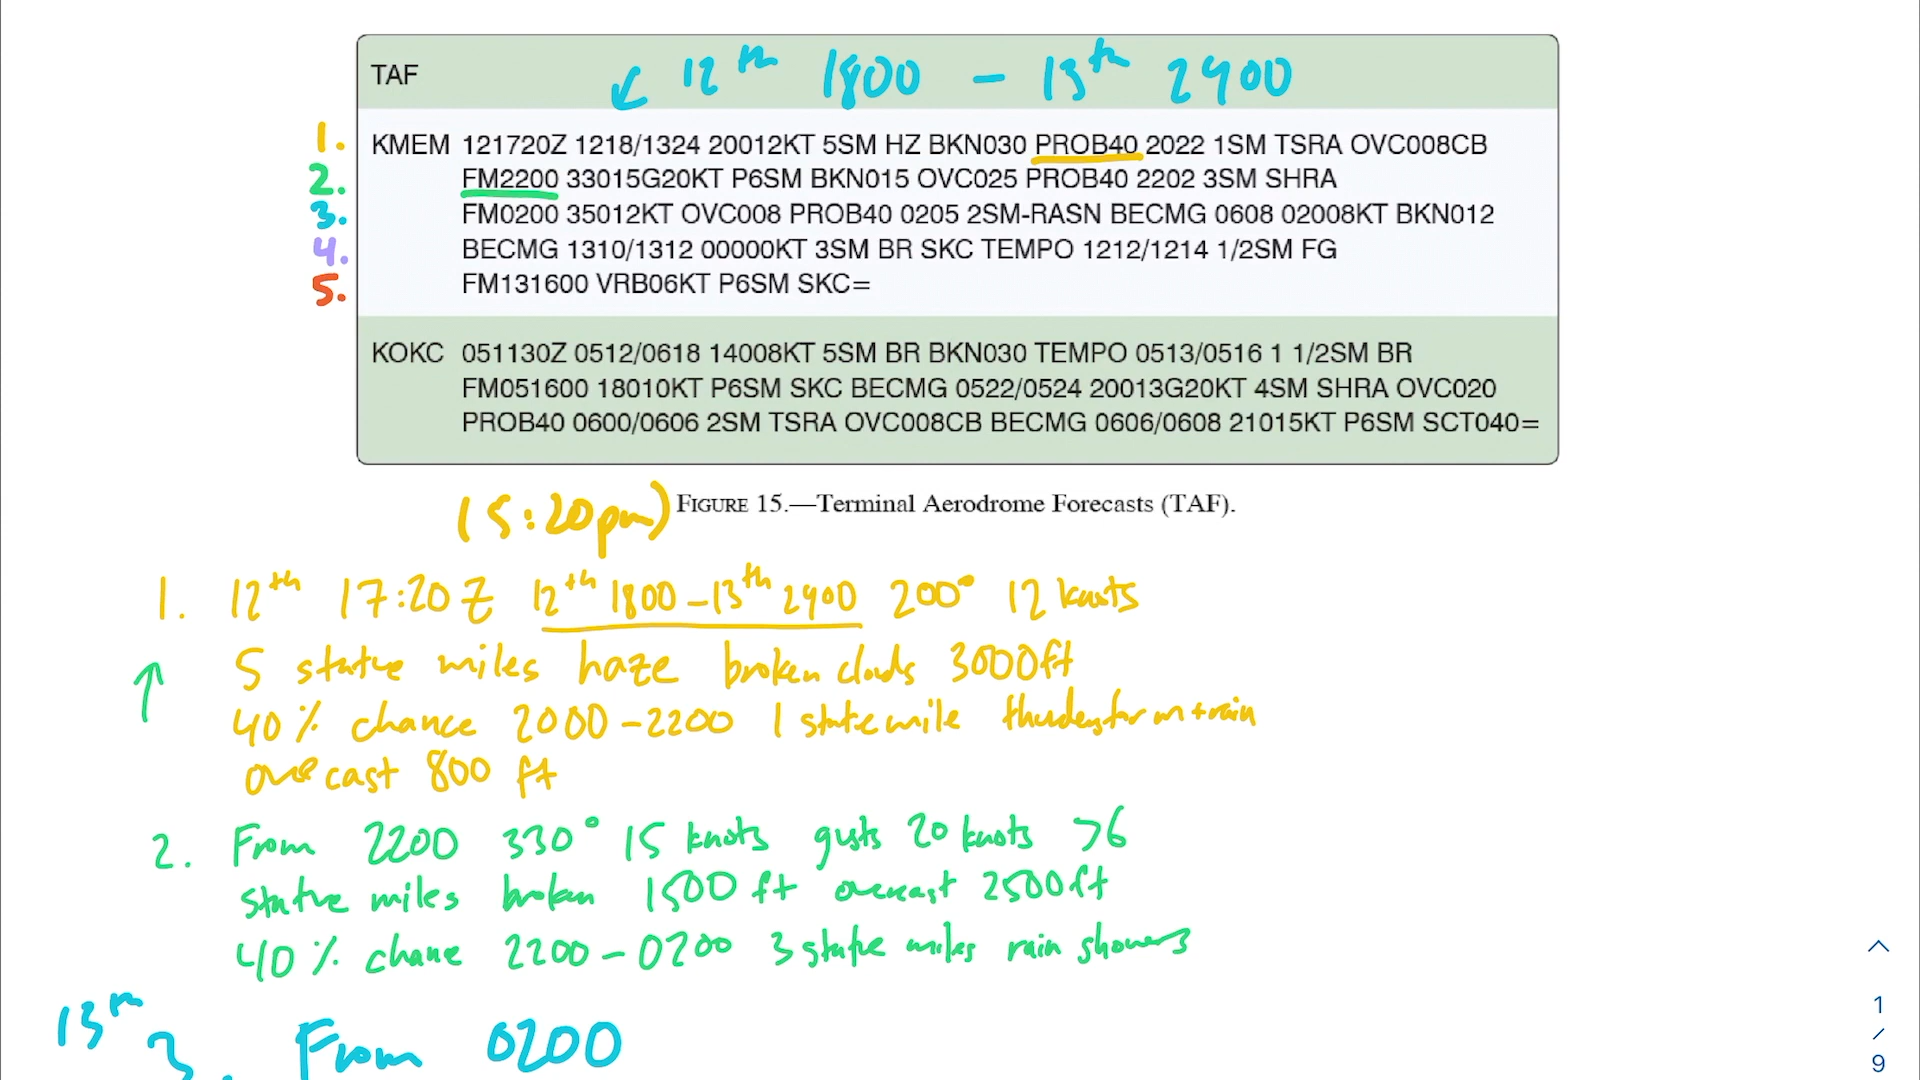 TAF ↙ 12th 1800 - 13th 2400
1. KMEM 121720Z 1218/1324 20012KT 5SM HZ BKN030 PROB40 2022 1SM TSRA OVC008CB
2. FM2200 33015G20KT P6SM BKN015 OVC025 PROB40 2202 3SM SHRA
3. FM0200 35012KT OVC008 PROB40 0205 2SM-RASN BECMG 0608 02008KT BKN012
4. BECMG 1310/1312 00000KT 3SM BR SKC TEMPO 1212/1214 1/2SM FG
5. FM131600 VRB06KT P6SM SKC=
KOKC 051130Z 0512/0618 14008KT 5SM BR BKN030 TEMPO 0513/0516 1 1/2SM BR
FM051600 18010KT P6SM SKC BECMG 0522/0524 20013G20KT 4SM SHRA OVC020
PROB40 0600/0606 2SM TSRA OVC008CB BECMG 0606/0608 21015KT P6SM SCT040=
(5:20pm) FIGURE 15.—Terminal Aerodrome Forecasts (TAF).
1. 12th 17:20 Z 12th 1800-13th 2400 200° 12 knots
↑ 5 statue miles haze broken clouds 3000ft
40% chance 2000-2200 1 statue mile thunderstorm + rain
overcast 800 ft
2. From 2200 330° 15 knots gusts 20 knots >6
statue miles broken 1500 ft overcast 2500ft
40% chance 2200-0200 3 statue miles rain showers
13th
3. From 0200
1
/
9